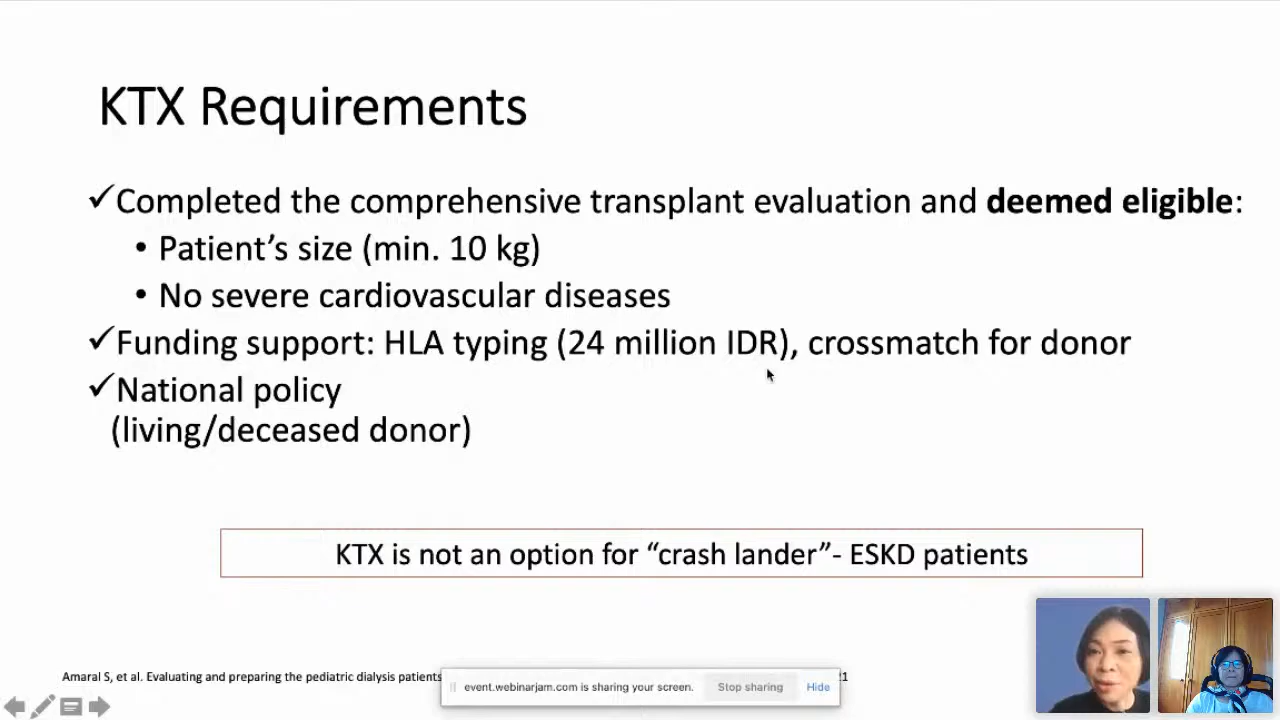 KTX Requirements
✓Completed the comprehensive transplant evaluation and deemed eligible:
• Patient’s size (min. 10 kg)
• No severe cardiovascular diseases
✓Funding support: HLA typing (24 million IDR), crossmatch for donor
✓National policy
(living/deceased donor)
KTX is not an option for “crash lander”- ESKD patients
Amaral S, et al. Evaluating and preparing the pediatric dialysis patients
21
event.webinarjam.com is sharing your screen. Stop sharing Hide